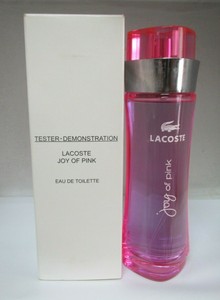 TESTER-DEMONSTRATION
LACOSTE
JOY OF PINK
EAU DE TOILETTE
LACOSTE
joy of pink